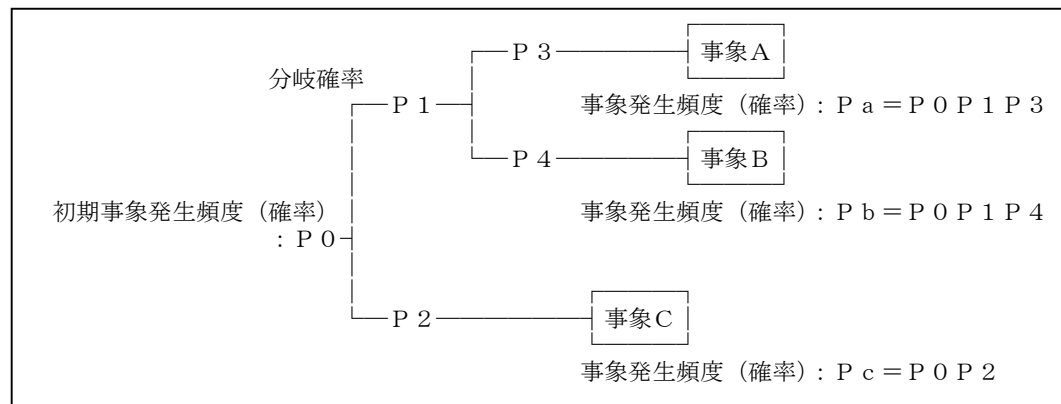 Ｐ３ 事象Ａ
分岐確率
Ｐ１ 事象発生頻度（確率）：Ｐａ＝Ｐ０Ｐ１Ｐ３
Ｐ４ 事象Ｂ
初期事象発生頻度（確率） 事象発生頻度（確率）：Ｐｂ＝Ｐ０Ｐ１Ｐ４
：Ｐ０
Ｐ２ 事象Ｃ
事象発生頻度（確率）：Ｐｃ＝Ｐ０Ｐ２